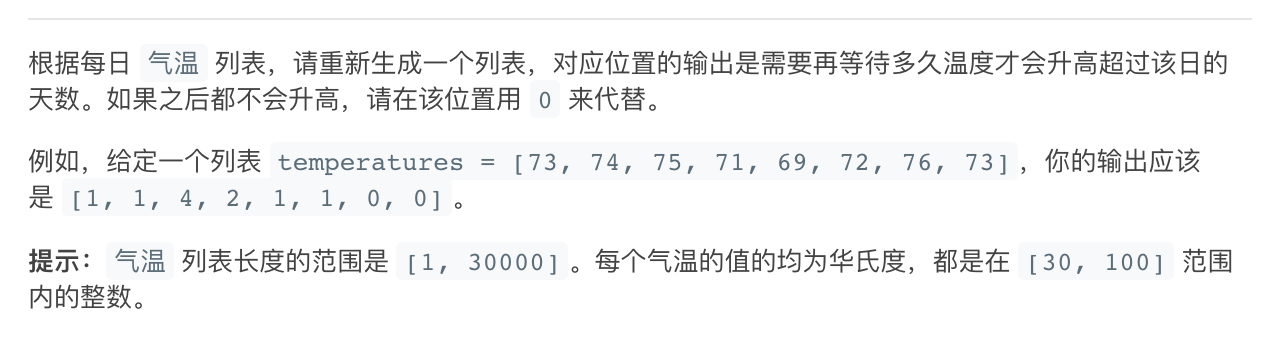 根据每日 气温 列表，请重新生成一个列表，对应位置的输出是需要再等待多久温度才会升高超过该日的
天数。如果之后都不会升高，请在该位置用 0 来代替。
例如，给定一个列表 temperatures = [73, 74, 75, 71, 69, 72, 76, 73]，你的输出应该
是 [1, 1, 4, 2, 1, 1, 0, 0]。
提示：气温 列表长度的范围是 [1, 30000]。每个气温的值的均为华氏度，都是在 [30, 100] 范围
内的整数。